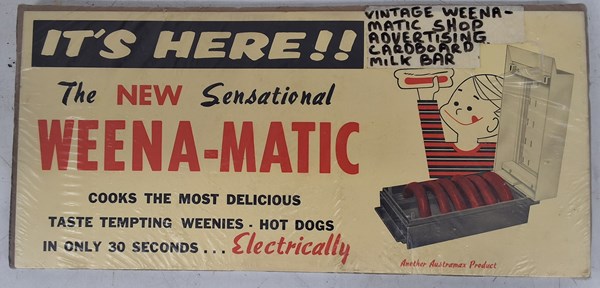 IT'S HERE!!
VINTAGE WEENA-
MATIC SHOP
ADVERTISING
CARDBOARD
MILK BAR
The NEW Sensational
WEENA-MATIC
COOKS THE MOST DELICIOUS
TASTE TEMPTING WEENIES - HOT DOGS
IN ONLY 30 SECONDS... Electrically
Another Austramax Product